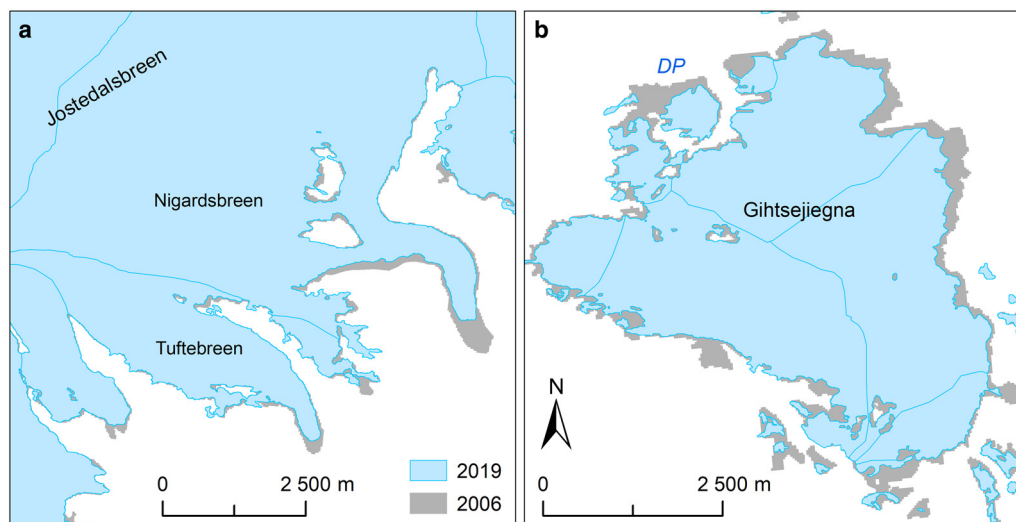 a
Jostedalsbreen
Nigardsbreen
Tuftebreen
0 2 500 m
2019
2006
b
DP
Gihtsejiegna
N
0 2 500 m